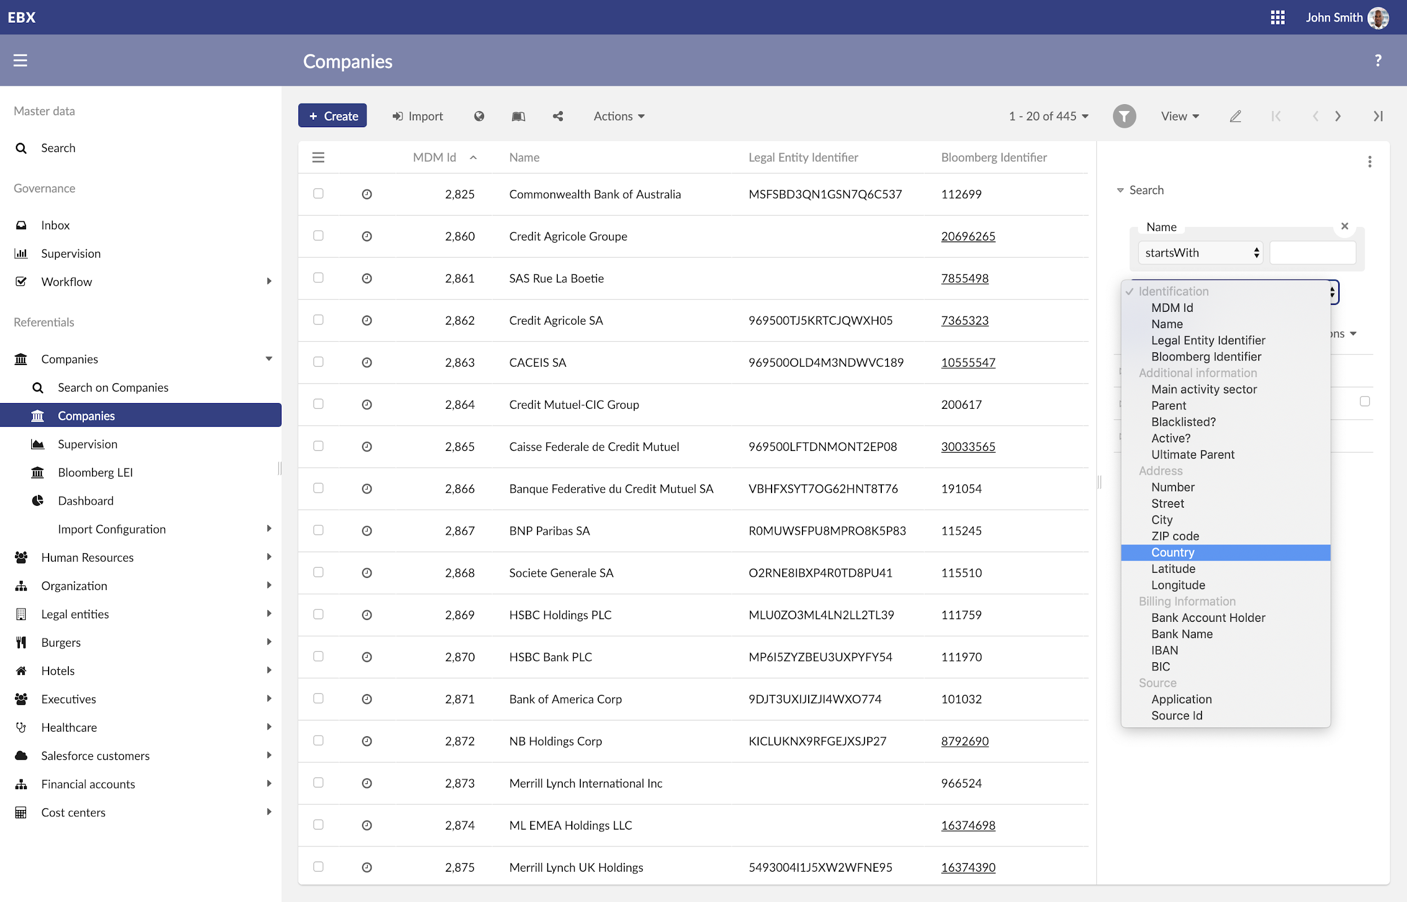 EBX
John Smith
Companies
?
Master data
Search
Governance
Inbox
Supervision
Workflow
Referentials
Companies
Search on Companies
Companies
Supervision
Bloomberg LEI
Dashboard
Import Configuration
Human Resources
Organization
Legal entities
Burgers
Hotels
Executives
Healthcare
Salesforce customers
Financial accounts
Cost centers
+ Create Import Actions 1 - 20 of 445 View
MDM Id Name Legal Entity Identifier Bloomberg Identifier
2,825 Commonwealth Bank of Australia MSFSBD3QN1GSN7Q6C537 112699
2,860 Credit Agricole Groupe 20696265
2,861 SAS Rue La Boetie 7855498
2,862 Credit Agricole SA 969500TJ5KRTCJQWXH05 7365323
2,863 CACEIS SA 969500OLD4M3NDWVC189 10555547
2,864 Credit Mutuel-CIC Group 200617
2,865 Caisse Federale de Credit Mutuel 969500LFTDNMONT2EP08 30033565
2,866 Banque Federative du Credit Mutuel SA VBHFXSYT7OG62HNT8T76 191054
2,867 BNP Paribas SA R0MUWSFPU8MPRO8K5P83 115245
2,868 Societe Generale SA O2RNE8IBXP4R0TD8PU41 115510
2,869 HSBC Holdings PLC MLU0ZO3ML4LN2LL2TL39 111759
2,870 HSBC Bank PLC MP6I5ZYZBEU3UXPYFY54 111970
2,871 Bank of America Corp 9DJT3UXIJIZJI4WXO774 101032
2,872 NB Holdings Corp KICLUKNX9RFGEJXSJP27 8792690
2,873 Merrill Lynch International Inc 966524
2,874 ML EMEA Holdings LLC 16374698
2,875 Merrill Lynch UK Holdings 5493004I1J5XW2WFNE95 16374390
Search
Name
startsWith
Identification
MDM Id
Name
Legal Entity Identifier
Bloomberg Identifier
Additional information
Main activity sector
Parent
Blacklisted?
Active?
Ultimate Parent
Address
Number
Street
City
ZIP code
Country
Latitude
Longitude
Billing Information
Bank Account Holder
Bank Name
IBAN
BIC
Source
Application
Source Id